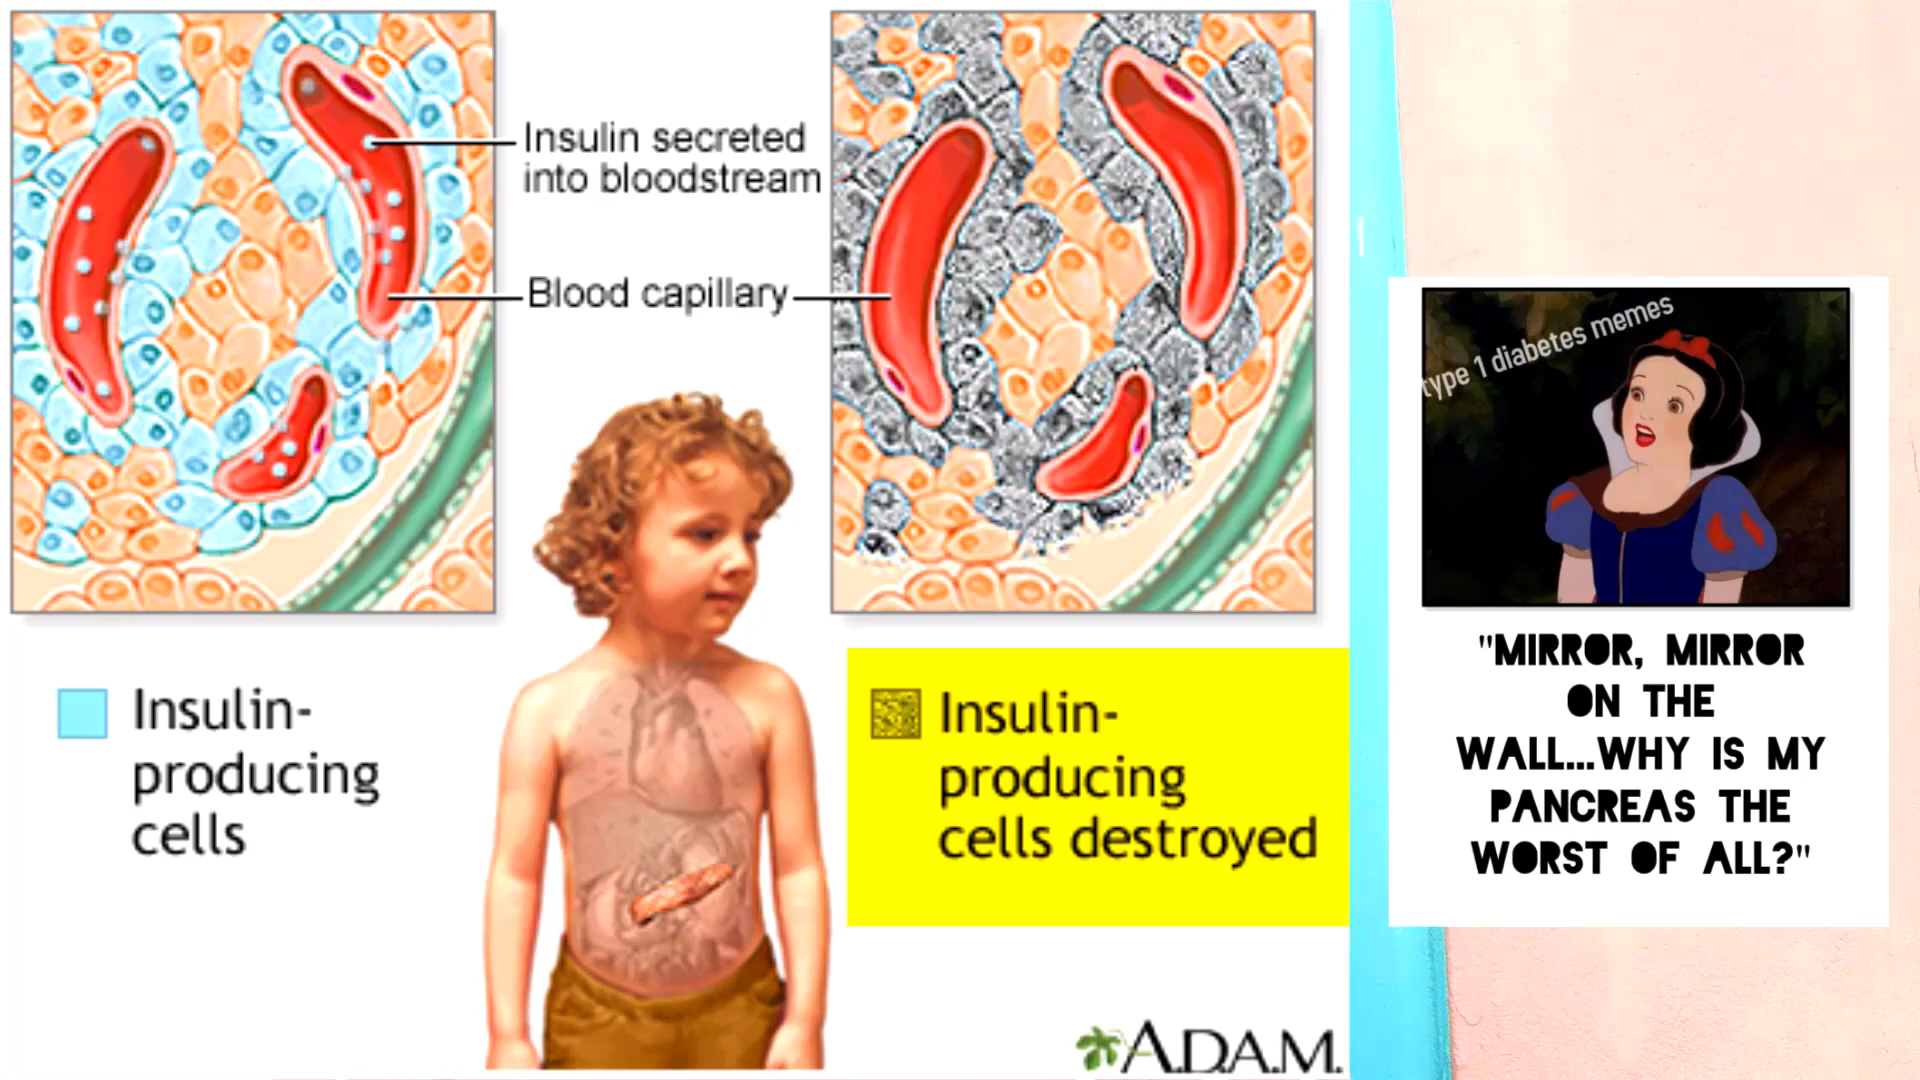 Insulin secreted
into bloodstream
Blood capillary
Insulin-
producing
cells
Insulin-
producing
cells destroyed
A.D.A.M.
type 1 diabetes memes
"MIRROR, MIRROR
ON THE
WALL...WHY IS MY
PANCREAS THE
WORST OF ALL?"